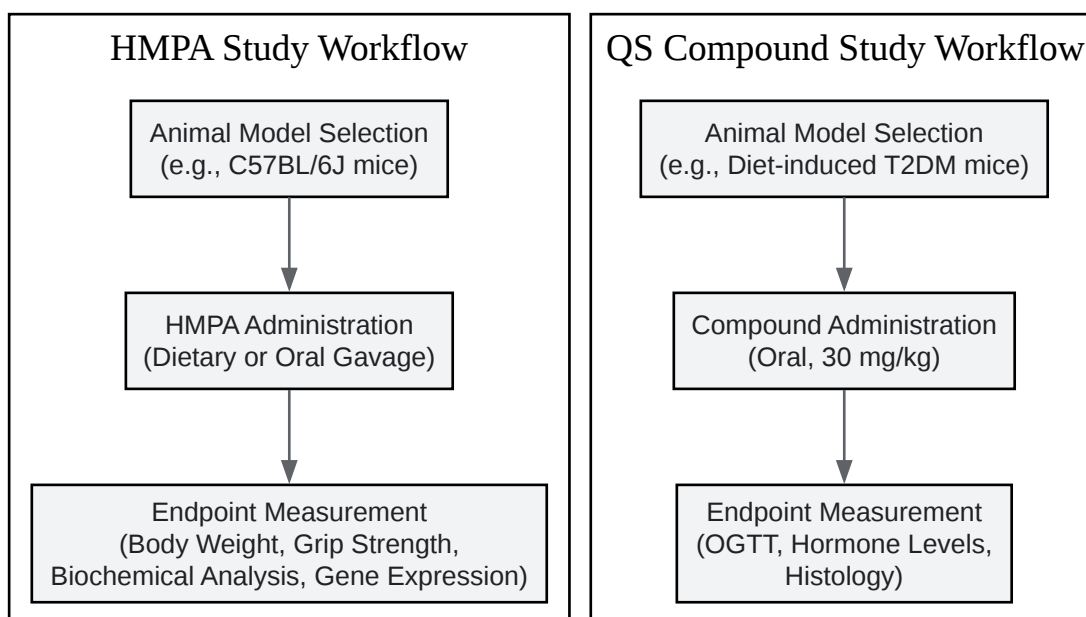 HMPA Study Workflow
Animal Model Selection
(e.g., C57BL/6J mice)
HMPA Administration
(Dietary or Oral Gavage)
Endpoint Measurement
(Body Weight, Grip Strength,
Biochemical Analysis, Gene Expression)
QS Compound Study Workflow
Animal Model Selection
(e.g., Diet-induced T2DM mice)
Compound Administration
(Oral, 30 mg/kg)
Endpoint Measurement
(OGTT, Hormone Levels,
Histology)